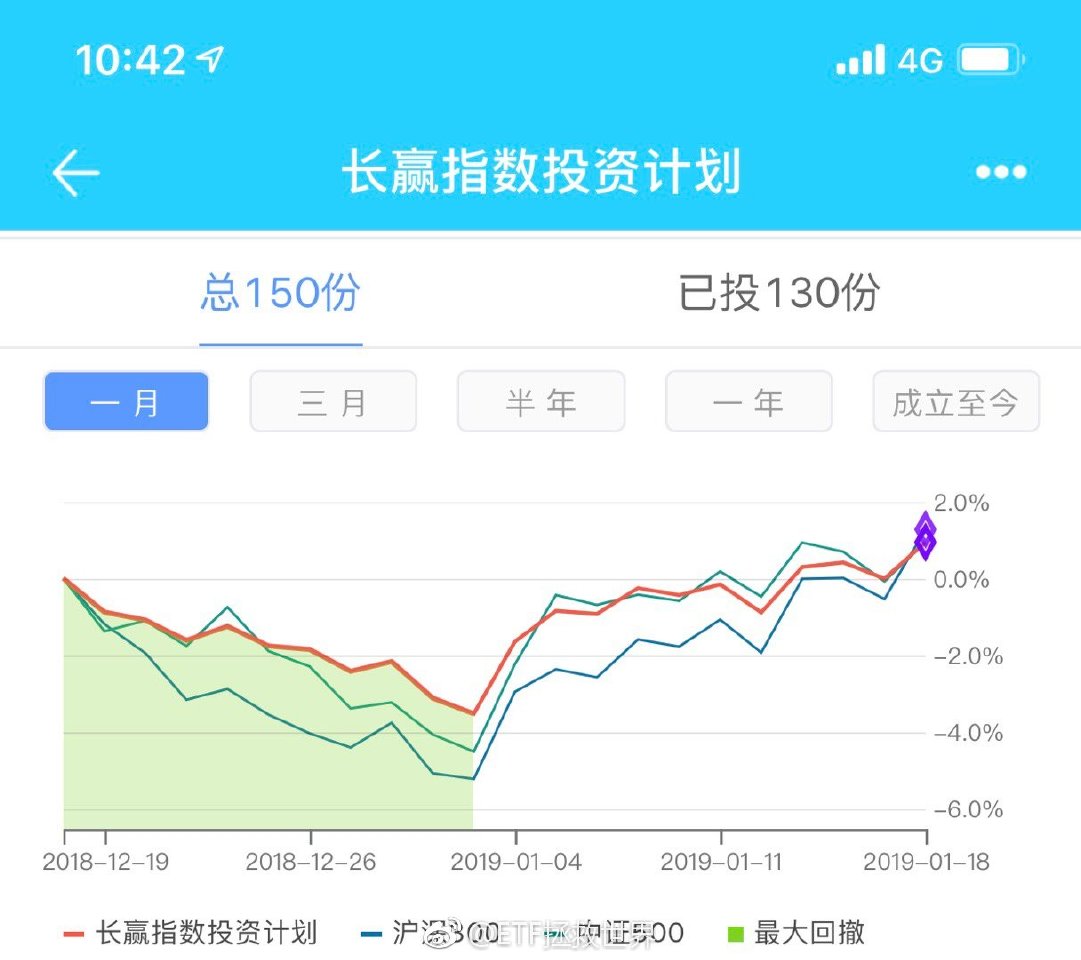 10:42 4G
长赢指数投资计划
总150份 已投130份
一月 三月 半年 一年 成立至今
2.0%
0.0%
-2.0%
-4.0%
-6.0%
2018-12-19 2018-12-26 2019-01-04 2019-01-11 2019-01-18
长赢指数投资计划 沪深300 中证500 最大回撤
@ETF拯救世界